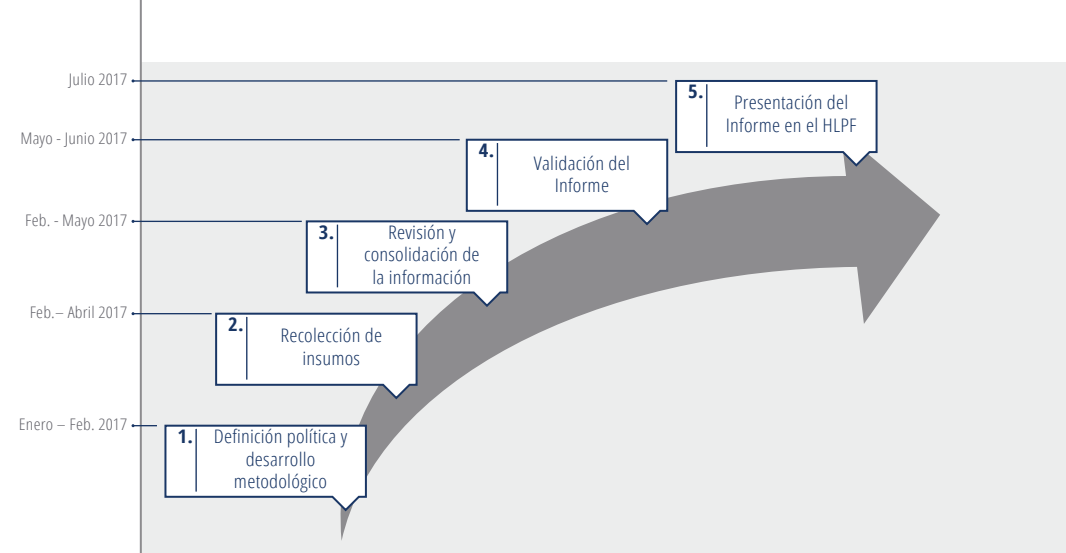 Julio 2017
5.
Presentación del
Informe en el HLPF
Mayo - Junio 2017
4.
Validación del
Informe
Feb. - Mayo 2017
3.
Revisión y
consolidación de
la información
Feb.– Abril 2017
2.
Recolección de
insumos
Enero – Feb. 2017
1.
Definición política y
desarrollo
metodológico